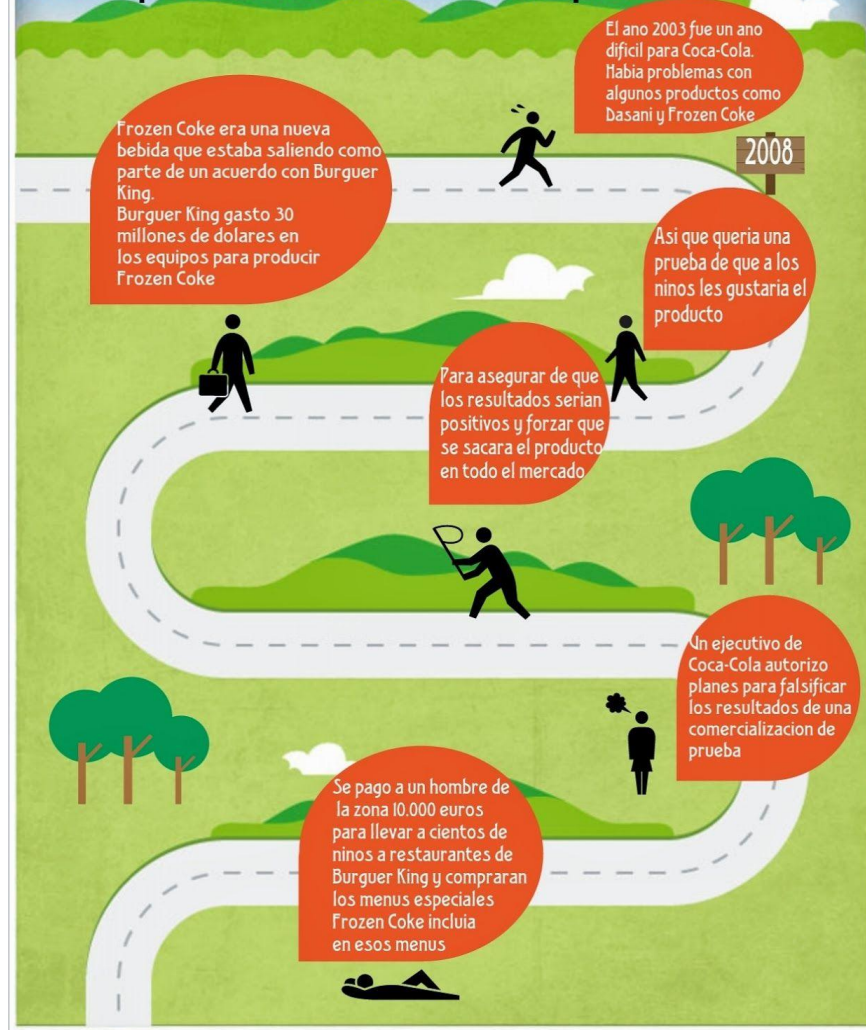 El ano 2003 fue un ano
dificil para Coca-Cola.
Habia problemas con
algunos productos como
Dasani y Frozen Coke
2008
Frozen Coke era una nueva
bebida que estaba saliendo como
parte de un acuerdo con Burguer
King.
Burguer King gasto 30
millones de dolares en
los equipos para producir
Frozen Coke
Asi que queria una
prueba de que a los
ninos les gustaria el
producto
Para asegurar de que
los resultados serian
positivos y forzar que
se sacara el producto
en todo el mercado
Un ejecutivo de
Coca-Cola autorizo
planes para falsificar
los resultados de una
comercializacion de
prueba
Se pago a un hombre de
la zona 10.000 euros
para llevar a cientos de
ninos a restaurantes de
Burguer King y compraran
los menus especiales
Frozen Coke incluia
en esos menus